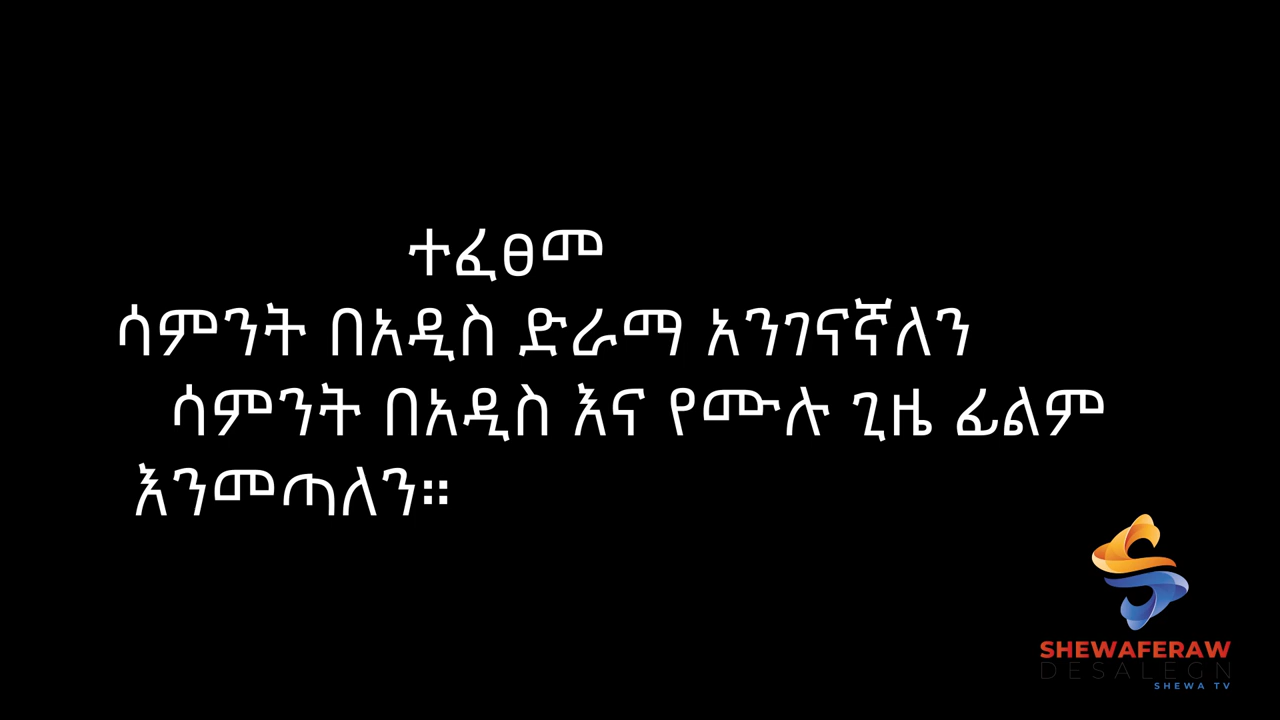 ተፈፀመ
ሳምንት በአዲስ ድራማ አንገናኛለን
ሳምንት በአዲስ እና የሙሉ ጊዜ ፊልም
እንመጣለን።
SHEWAFERAW
DESALEGN
SHEWA TV